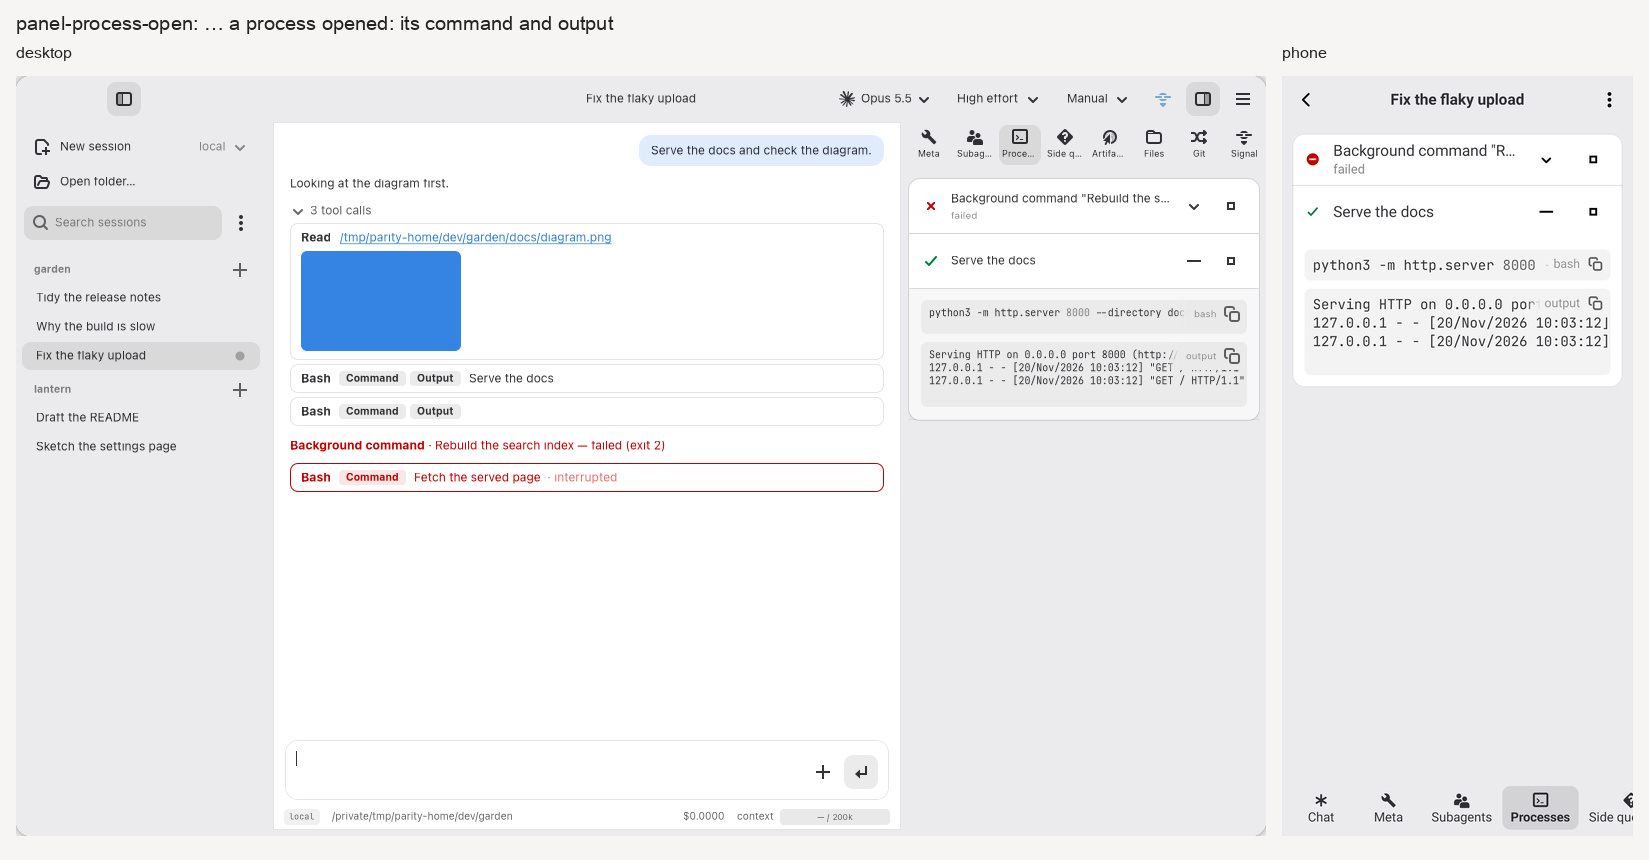 panel-process-open: … a process opened: its command and output
desktop
phone
Fix the flaky upload
Opus 5.5
High effort
Manual
New session
local
Open folder...
Search sessions
garden
Tidy the release notes
Why the build is slow
Fix the flaky upload
lantern
Draft the README
Sketch the settings page
Serve the docs and check the diagram.
Looking at the diagram first.
3 tool calls
Read /tmp/parity-home/dev/garden/docs/diagram.png
Bash Command Output Serve the docs
Bash Command Output
Background command · Rebuild the search index — failed (exit 2)
Bash Command Fetch the served page · interrupted
local /private/tmp/parity-home/dev/garden
$0.0000 context — / 200k
Meta
Subag...
Proce...
Side q...
Artifa...
Files
Git
Signal
Background command "Rebuild the s...
failed
Serve the docs
python3 -m http.server 8000 --directory doc
bash
Serving HTTP on 0.0.0.0 port 8000 (http:/
output
127.0.0.1 - - [20/Nov/2026 10:03:12] "GET /
127.0.0.1 - - [20/Nov/2026 10:03:12] "GET / HTTP/1.1"
Fix the flaky upload
Background command "R...
failed
Serve the docs
python3 -m http.server 8000
bash
Serving HTTP on 0.0.0.0 por
output
127.0.0.1 - - [20/Nov/2026 10:03:12]
127.0.0.1 - - [20/Nov/2026 10:03:12]
Chat
Meta
Subagents
Processes
Side que